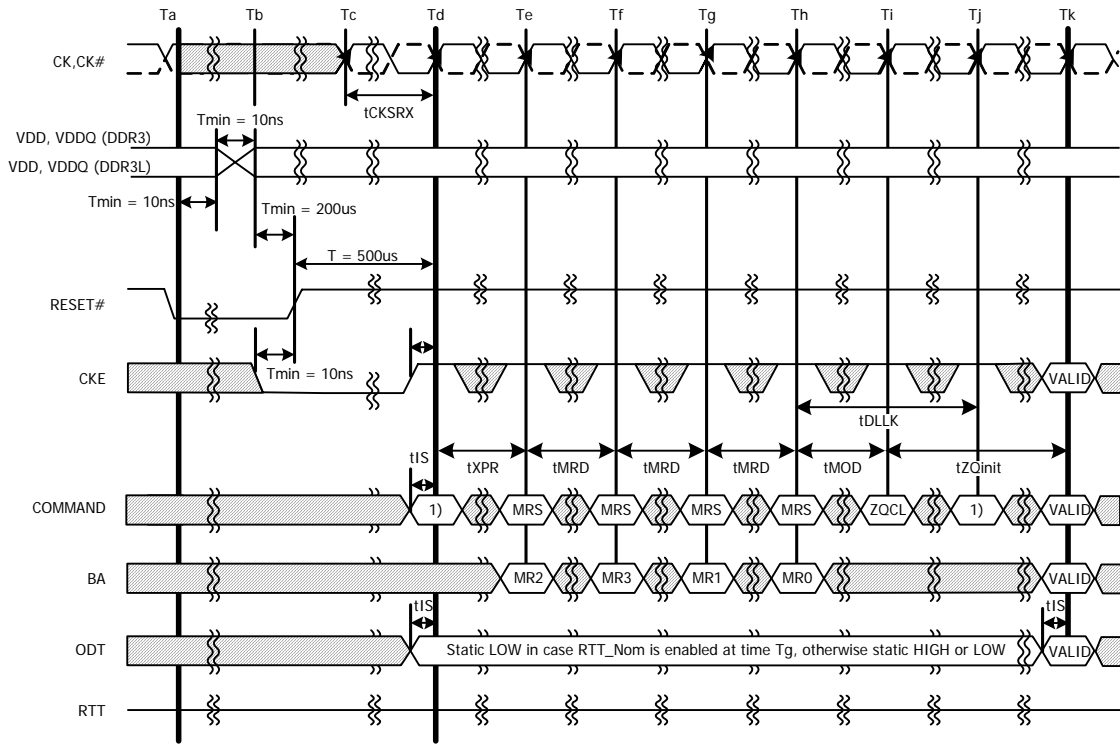 Ta Tb Tc Td Te Tf Tg Th Ti Tj Tk
CK,CK#
tCKSRX
Tmin = 10ns
VDD, VDDQ (DDR3)
VDD, VDDQ (DDR3L)
Tmin = 10ns
Tmin = 200us
T = 500us
RESET#
Tmin = 10ns
CKE
VALID
tDLLK
tIS
tXPR tMRD tMRD tMRD tMOD tZQinit
COMMAND 1) MRS MRS MRS MRS ZQCL 1) VALID
BA MR2 MR3 MR1 MR0 VALID
tIS tIS
ODT Static LOW in case RTT_Nom is enabled at time Tg, otherwise static HIGH or LOW VALID
RTT